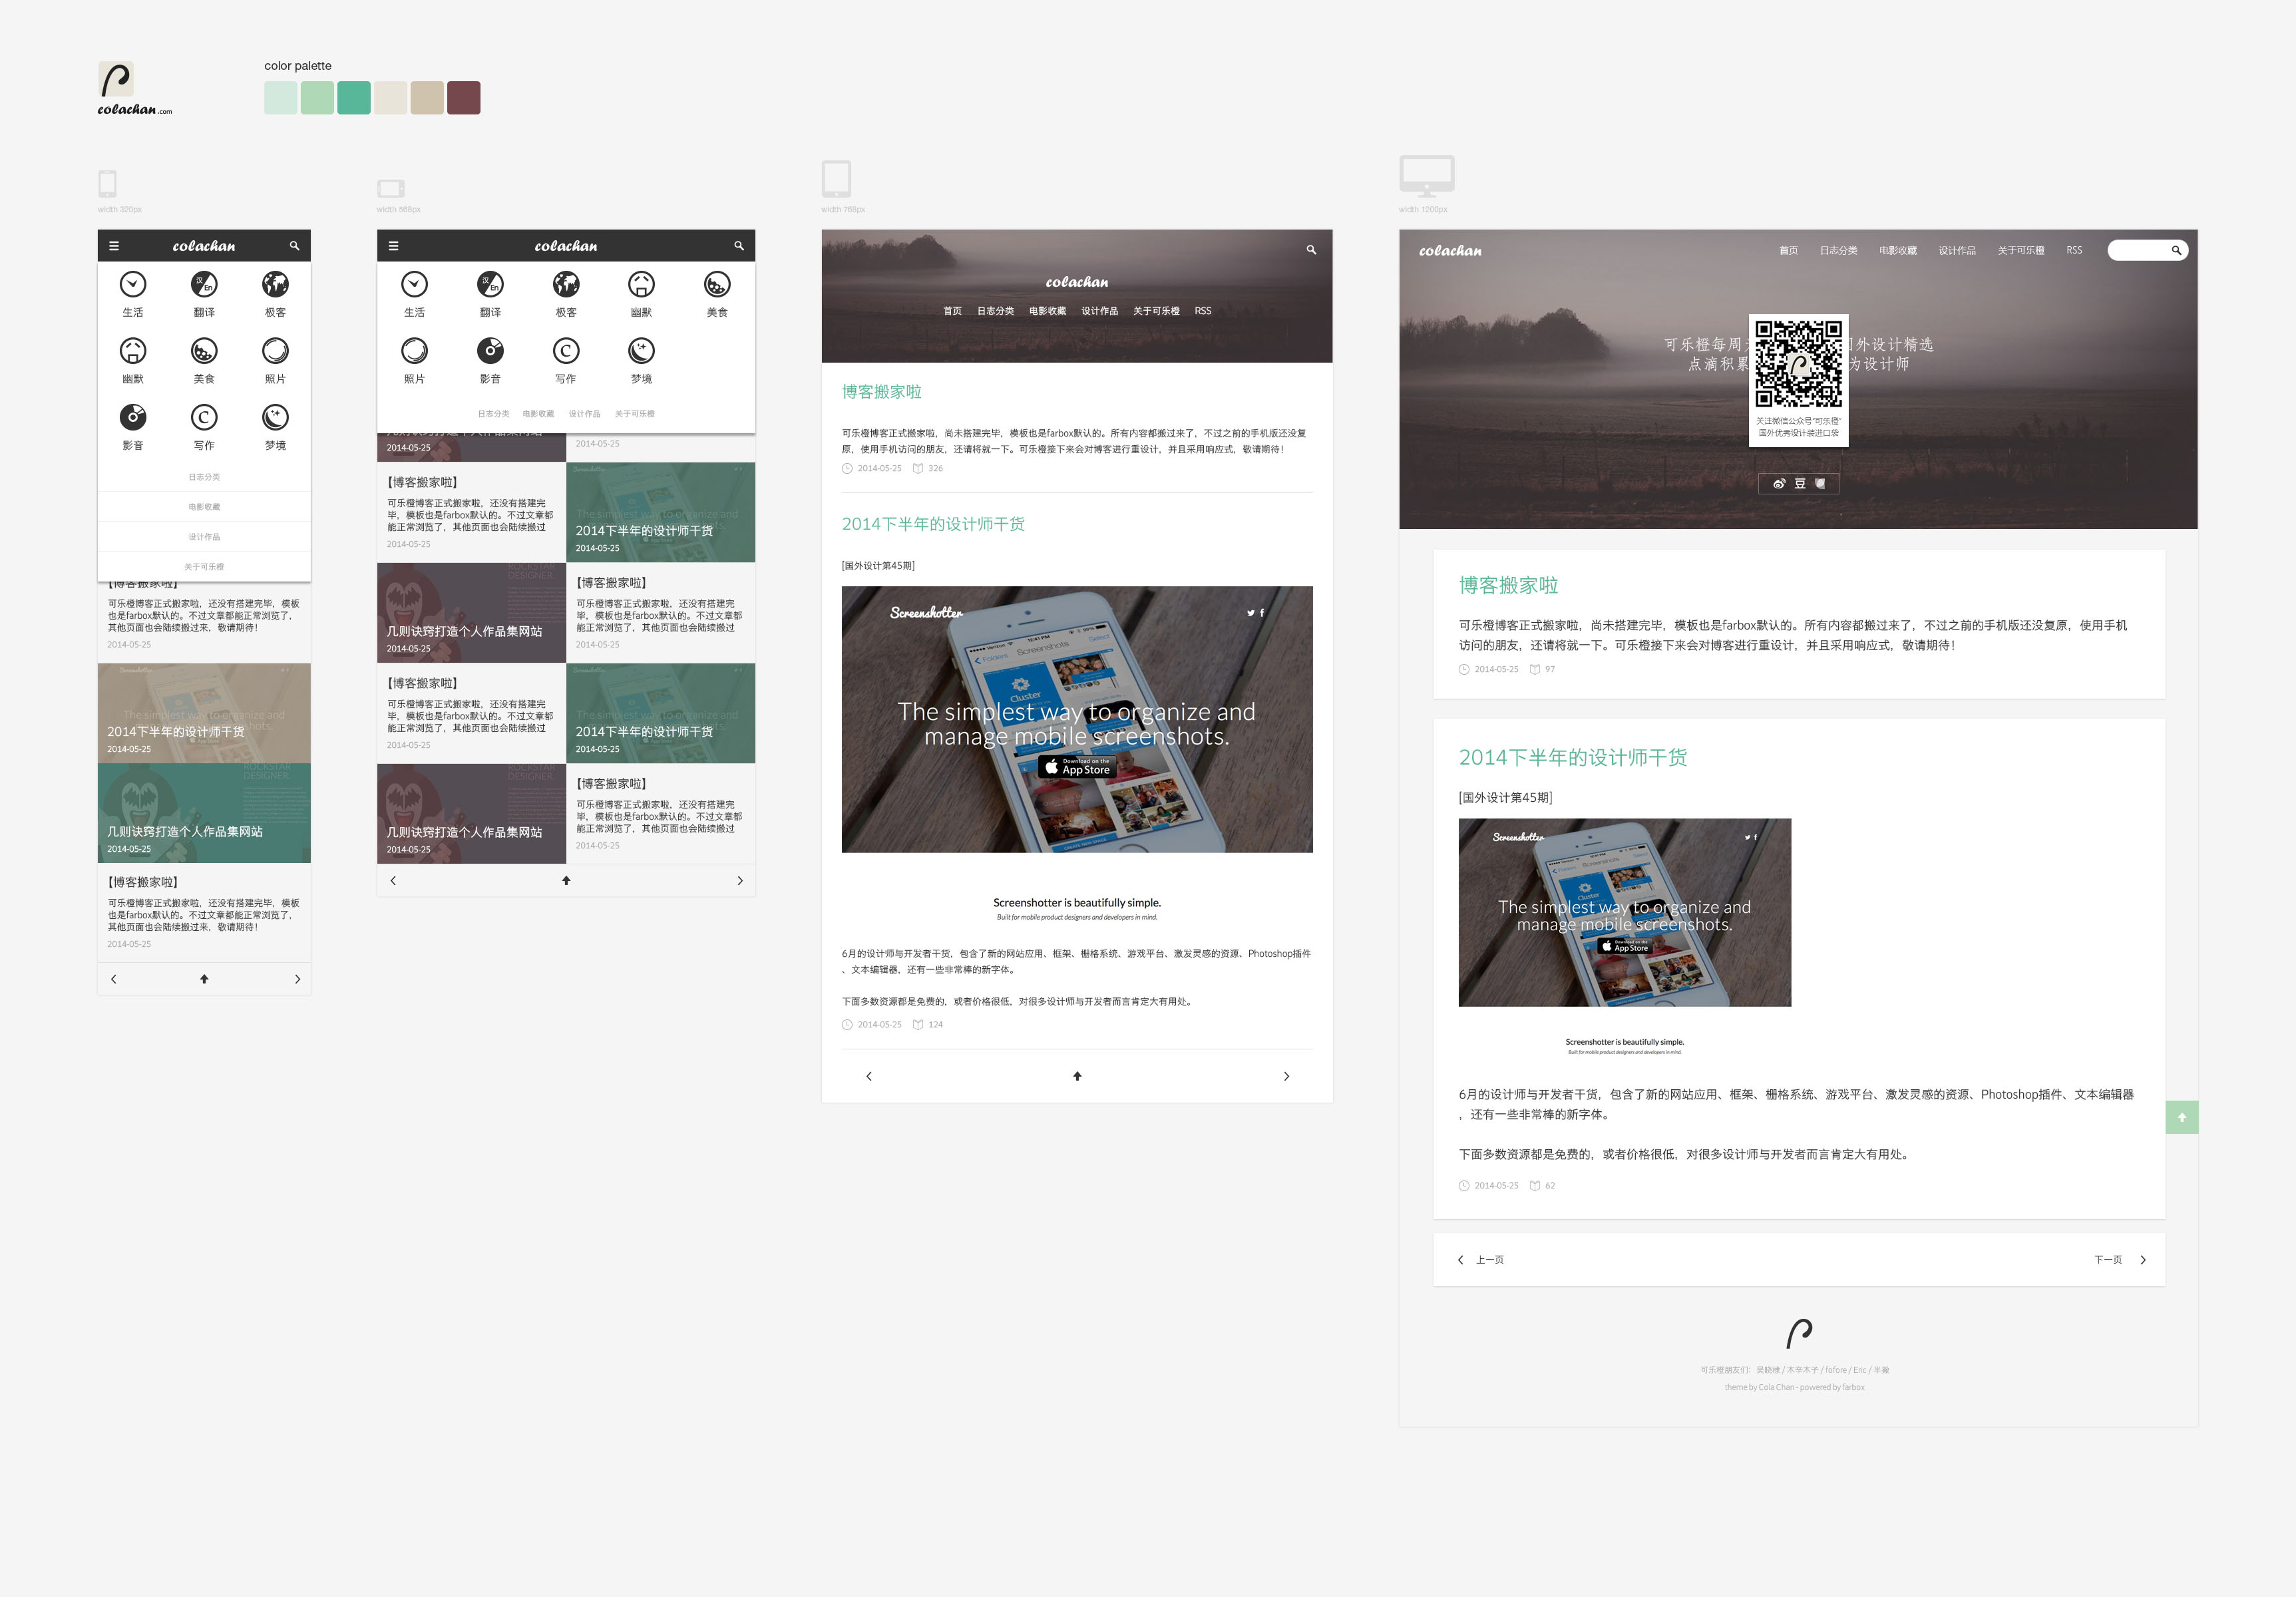 colachan.com
color palette
width 320px
colachan
生活 翻译 极客
幽默 美食 照片
影音 写作 梦境
日志分类
电影收藏
设计作品
关于可乐橙
【博客搬家啦】
可乐橙博客正式搬家啦，还没有搭建完毕，模板
也是farbox默认的。不过文章都能正常浏览了，
其他页面也会陆续搬过来，敬请期待！
2014-05-25
The simplest way to organize and
2014下半年的设计师干货
2014-05-25
ROCKSTAR
DESIGNER
几则诀窍打造个人作品集网站
2014-05-25
【博客搬家啦】
可乐橙博客正式搬家啦，还没有搭建完毕，模板
也是farbox默认的。不过文章都能正常浏览了，
其他页面也会陆续搬过来，敬请期待！
2014-05-25
width 568px
colachan
生活 翻译 极客 幽默 美食
照片 影音 写作 梦境
日志分类 电影收藏 设计作品 关于可乐橙
几则诀窍打造个人作品集网站
2014-05-25
2014-05-25
【博客搬家啦】
可乐橙博客正式搬家啦，还没有搭建完
毕，模板也是farbox默认的。不过文章都
能正常浏览了，其他页面也会陆续搬过
2014-05-25
The simplest way to organize and
2014下半年的设计师干货
2014-05-25
ROCKSTAR
DESIGNER
几则诀窍打造个人作品集网站
2014-05-25
【博客搬家啦】
可乐橙博客正式搬家啦，还没有搭建完
毕，模板也是farbox默认的。不过文章都
能正常浏览了，其他页面也会陆续搬过
2014-05-25
【博客搬家啦】
可乐橙博客正式搬家啦，还没有搭建完
毕，模板也是farbox默认的。不过文章都
能正常浏览了，其他页面也会陆续搬过
2014-05-25
The simplest way to organize and
2014下半年的设计师干货
2014-05-25
ROCKSTAR
DESIGNER
几则诀窍打造个人作品集网站
2014-05-25
【博客搬家啦】
可乐橙博客正式搬家啦，还没有搭建完
毕，模板也是farbox默认的。不过文章都
能正常浏览了，其他页面也会陆续搬过
2014-05-25
width 768px
colachan
首页 日志分类 电影收藏 设计作品 关于可乐橙 RSS
博客搬家啦
可乐橙博客正式搬家啦，尚未搭建完毕，模板也是farbox默认的。所有内容都搬过来了，不过之前的手机版还没复
原，使用手机访问的朋友，还请将就一下。可乐橙接下来会对博客进行重设计，并且采用响应式，敬请期待！
2014-05-25 326
2014下半年的设计师干货
[国外设计第45期]
Screenshotter
Folders Screenshots Select
Cluster
The simplest way to organize and
manage mobile screenshots.
Download on the
App Store
Screenshotter is beautifully simple.
Built for mobile product designers and developers in mind.
6月的设计师与开发者干货，包含了新的网站应用、框架、栅格系统、游戏平台、激发灵感的资源、Photoshop插件
、文本编辑器，还有一些非常棒的新字体。
下面多数资源都是免费的，或者价格很低，对很多设计师与开发者而言肯定大有用处。
2014-05-25 124
width 1200px
colachan 首页 日志分类 电影收藏 设计作品 关于可乐橙 RSS
可乐橙每周 国外设计精选
点滴积累 为设计师
关注微信公众号“可乐橙”
国外优秀设计装进口袋
豆
博客搬家啦
可乐橙博客正式搬家啦，尚未搭建完毕，模板也是farbox默认的。所有内容都搬过来了，不过之前的手机版还没复原，使用手机
访问的朋友，还请将就一下。可乐橙接下来会对博客进行重设计，并且采用响应式，敬请期待！
2014-05-25 97
2014下半年的设计师干货
[国外设计第45期]
Screenshotter
Cluster
The simplest way to organize and
manage mobile screenshots.
Download on the
App Store
Screenshotter is beautifully simple.
Built for mobile product designers and developers in mind.
6月的设计师与开发者干货，包含了新的网站应用、框架、栅格系统、游戏平台、激发灵感的资源、Photoshop插件、文本编辑器
，还有一些非常棒的新字体。
下面多数资源都是免费的，或者价格很低，对很多设计师与开发者而言肯定大有用处。
2014-05-25 62
上一页 下一页
可乐橙朋友们： / 木辛木子 / fofore / Eric / 半撇
theme by Cola Chan - powered by farbox